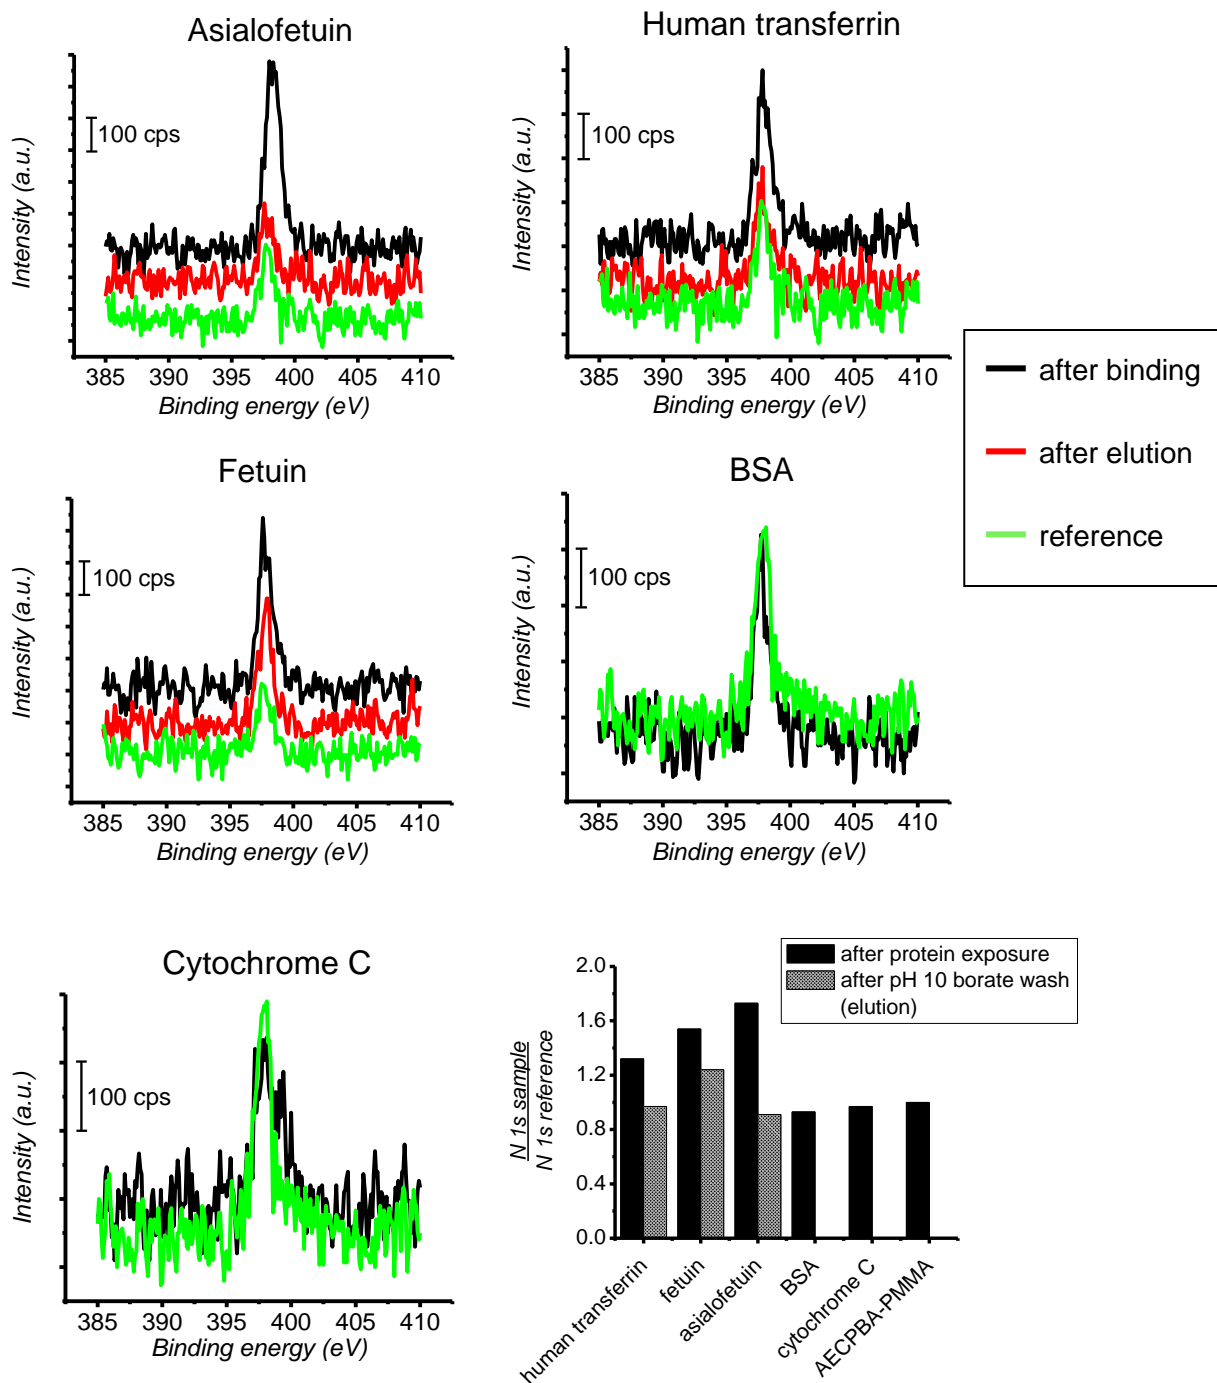 Asialofetuin
Intensity (a.u.)
100 cps
385 390 395 400 405 410
Binding energy (eV)
Human transferrin
Intensity (a.u.)
100 cps
385 390 395 400 405 410
Binding energy (eV)
after binding
after elution
reference
Fetuin
Intensity (a.u.)
100 cps
385 390 395 400 405 410
Binding energy (eV)
BSA
Intensity (a.u.)
100 cps
385 390 395 400 405 410
Binding energy (eV)
Cytochrome C
Intensity (a.u.)
100 cps
385 390 395 400 405 410
Binding energy (eV)
after protein exposure
after pH 10 borate wash
(elution)
N 1s sample
N 1s reference
2.0
1.6
1.2
0.8
0.4
0.0
human transferrin
fetuin
asialofetuin
BSA
cytochrome C
AECPBA-PMMA